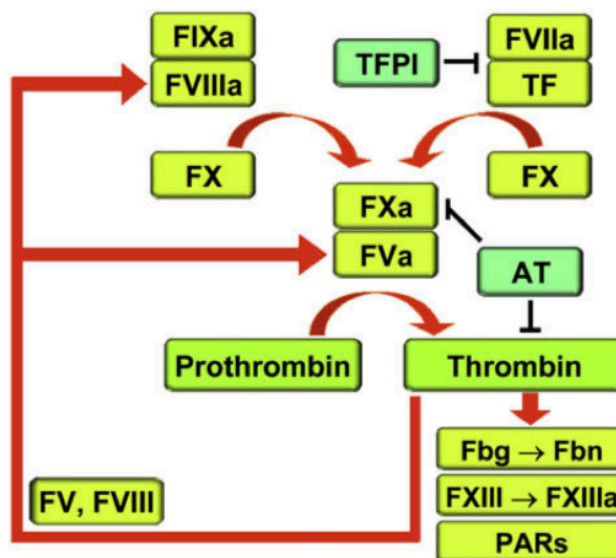 FIXa
FVIIIa
TFPI
FVIIa
TF
FX
FX
FXa
FVa
AT
Prothrombin
Thrombin
Fbg → Fbn
FXIII → FXIIIa
PARs
FV, FVIII